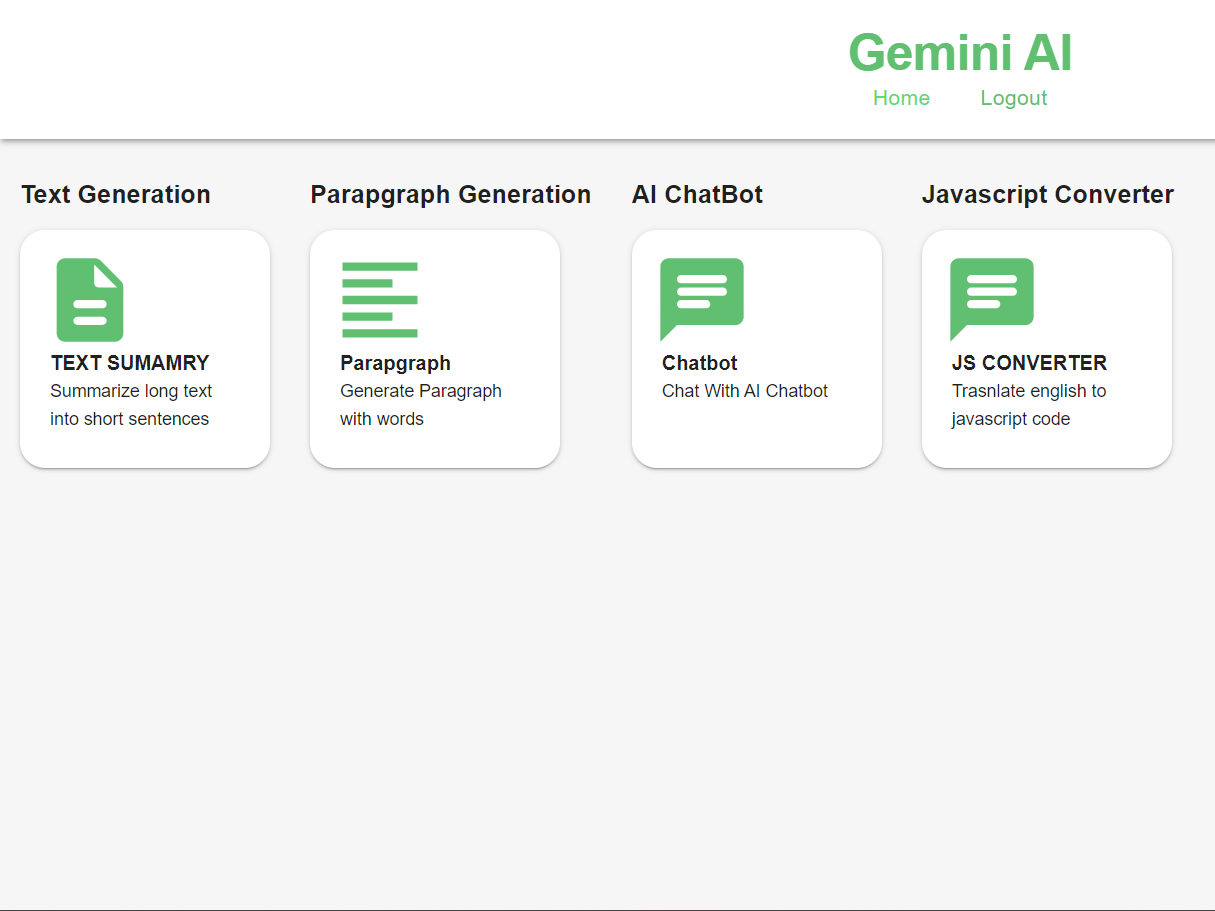 Gemini AI
Home Logout
Text Generation
TEXT SUMAMRY
Summarize long text
into short sentences
Parapgraph Generation
Parapgraph
Generate Paragraph
with words
AI ChatBot
Chatbot
Chat With AI Chatbot
Javascript Converter
JS CONVERTER
Trasnlate english to
javascript code